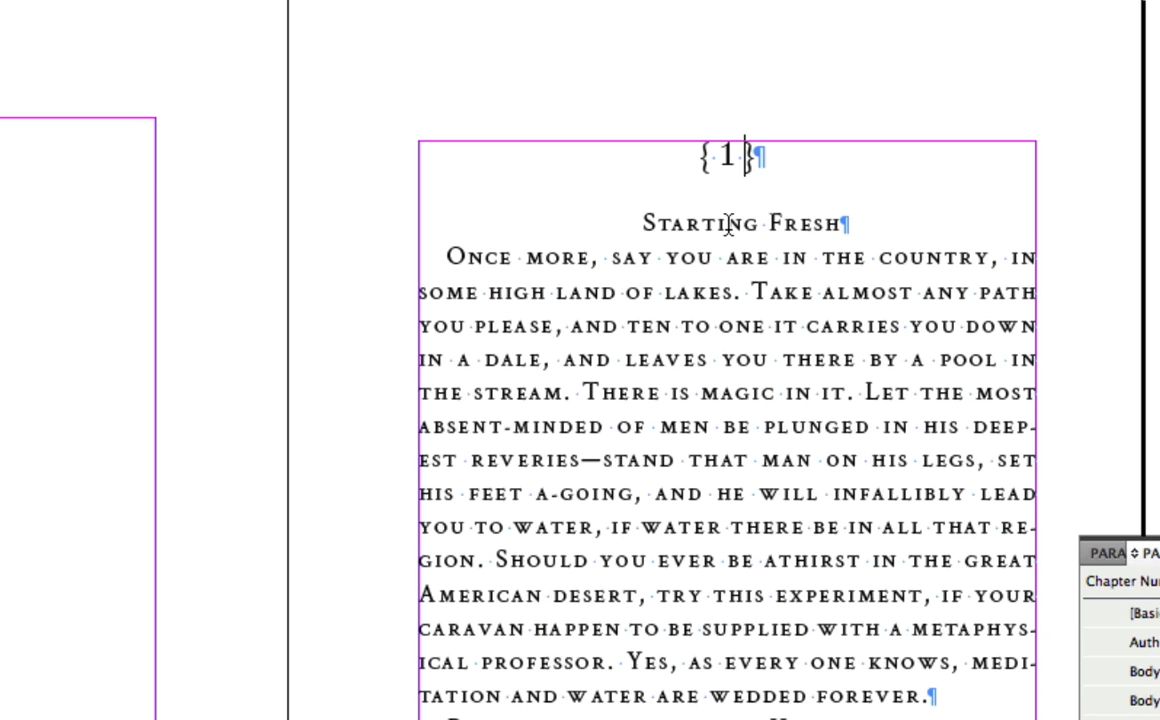 { 1 }¶
Starting Fresh¶
Once more, say you are in the country, in
some high land of lakes. Take almost any path
you please, and ten to one it carries you down
in a dale, and leaves you there by a pool in
the stream. There is magic in it. Let the most
absent-minded of men be plunged in his deep-
est reveries—stand that man on his legs, set
his feet a-going, and he will infallibly lead
you to water, if water there be in all that re-
gion. Should you ever be athirst in the great
American desert, try this experiment, if your
caravan happen to be supplied with a metaphys-
ical professor. Yes, as every one knows, medi-
tation and water are wedded forever.¶
PARA PA
Chapter Nu
[Basi
Auth
Body
Body